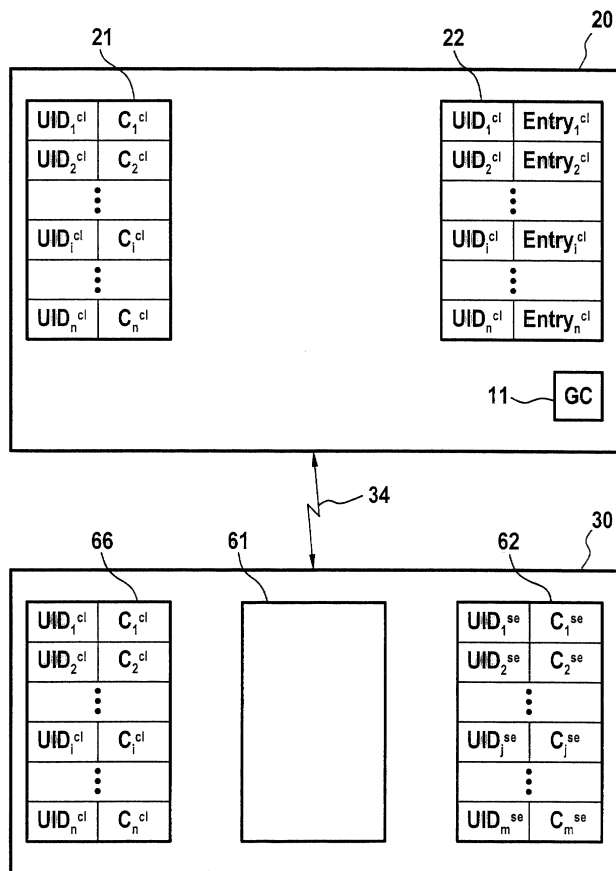 20
21
22
UID₁ᶜˡ C₁ᶜˡ
UID₂ᶜˡ C₂ᶜˡ
UIDᵢᶜˡ Cᵢᶜˡ
UIDₙᶜˡ Cₙᶜˡ
UID₁ᶜˡ Entry₁ᶜˡ
UID₂ᶜˡ Entry₂ᶜˡ
UIDᵢᶜˡ Entryᵢᶜˡ
UIDₙᶜˡ Entryₙᶜˡ
11
GC
34
30
66
61
62
UID₁ᶜˡ C₁ᶜˡ
UID₂ᶜˡ C₂ᶜˡ
UIDᵢᶜˡ Cᵢᶜˡ
UIDₙᶜˡ Cₙᶜˡ
UID₁ˢᵉ C₁ˢᵉ
UID₂ˢᵉ C₂ˢᵉ
UIDⱼˢᵉ Cⱼˢᵉ
UIDₘˢᵉ Cₘˢᵉ